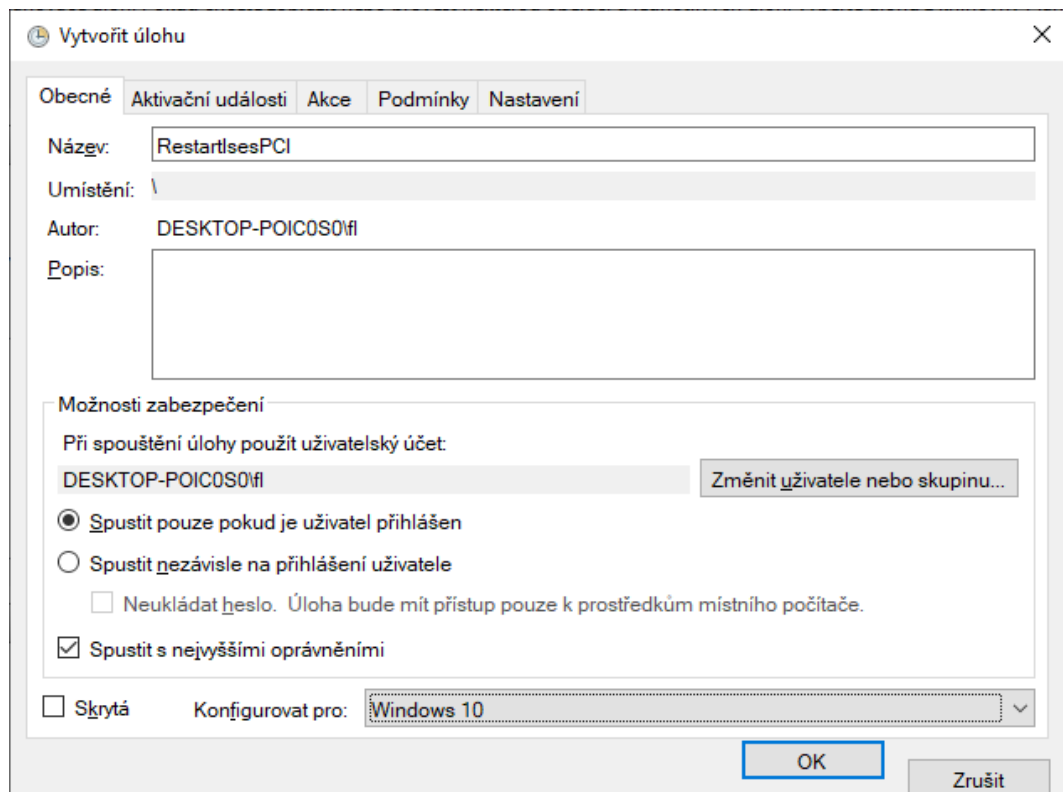 Vytvořit úlohu
Obecné Aktivační události Akce Podmínky Nastavení
Název: RestartIsesPCI
Umístění: \
Autor: DESKTOP-POIC0S0\fl
Popis:
Možnosti zabezpečení
Při spouštění úlohy použít uživatelský účet:
DESKTOP-POIC0S0\fl Změnit uživatele nebo skupinu...
Spustit pouze pokud je uživatel přihlášen
Spustit nezávisle na přihlášení uživatele
Neukládat heslo. Úloha bude mít přístup pouze k prostředkům místního počítače.
Spustit s nejvyššími oprávněními
Skrytá Konfigurovat pro: Windows 10
OK
Zrušit